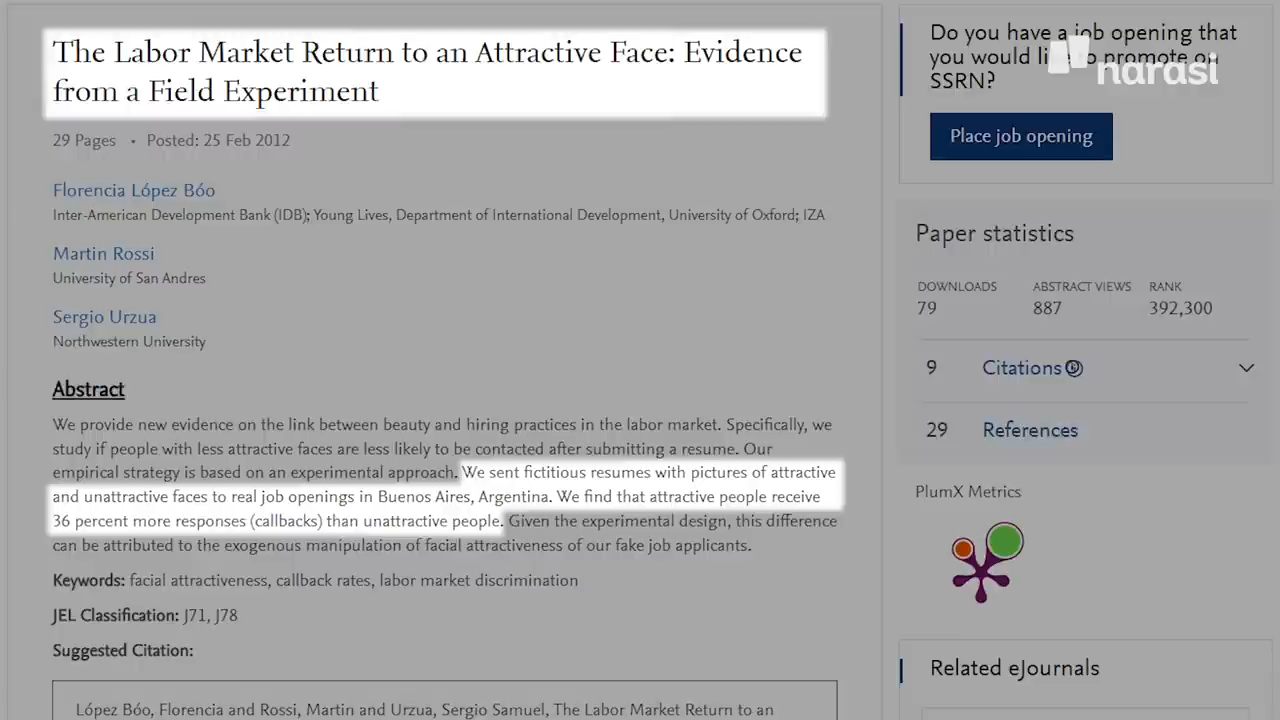 The Labor Market Return to an Attractive Face: Evidence
from a Field Experiment
29 Pages • Posted: 25 Feb 2012
Florencia López Bóo
Inter-American Development Bank (IDB); Young Lives, Department of International Development, University of Oxford; IZA
Martin Rossi
University of San Andres
Sergio Urzua
Northwestern University
Abstract
We provide new evidence on the link between beauty and hiring practices in the labor market. Specifically, we
study if people with less attractive faces are less likely to be contacted after submitting a resume. Our
empirical strategy is based on an experimental approach. We sent fictitious resumes with pictures of attractive
and unattractive faces to real job openings in Buenos Aires, Argentina. We find that attractive people receive
36 percent more responses (callbacks) than unattractive people. Given the experimental design, this difference
can be attributed to the exogenous manipulation of facial attractiveness of our fake job applicants.
Keywords: facial attractiveness, callback rates, labor market discrimination
JEL Classification: J71, J78
Suggested Citation:
López Bóo, Florencia and Rossi, Martin and Urzua, Sergio Samuel, The Labor Market Return to an
Do you have a job opening that
you would like to promote on
SSRN?
narasi
Place job opening
Paper statistics
DOWNLOADS ABSTRACT VIEWS RANK
79 887 392,300
9 Citations
29 References
PlumX Metrics
Related eJournals